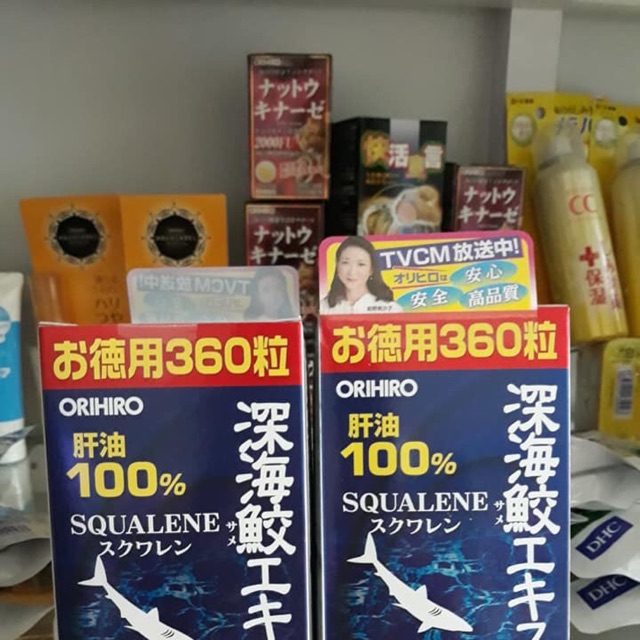 ナットウ
キナーゼ
ナットウ
キナーゼ
ナットウ
キナーゼ
ハリ
つや
CC
保湿
TVCM放送中!
TVCM放送中!
オリヒロは
安心
安全
高品質
お徳用360粒
ORIHIRO
肝油
100%
SQUALENE
スクワレン
深海鮫エキ
サメ
お徳用360粒
ORIHIRO
肝油
100%
SQUALENE
スクワレン
深海鮫エキス
サメ
DHC
DHC